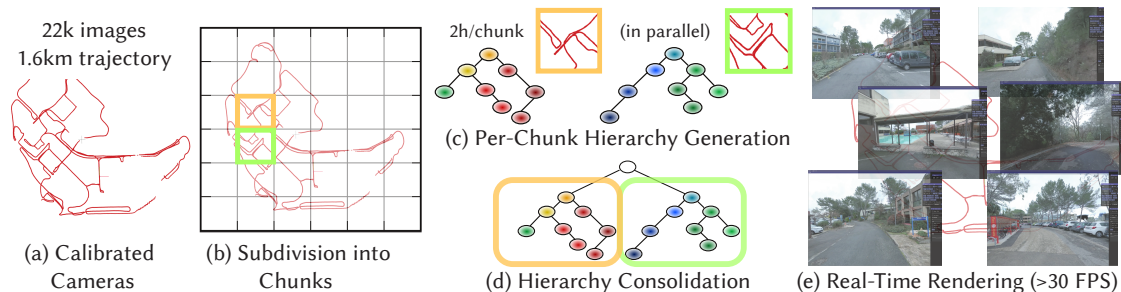 22k images
1.6km trajectory
(a) Calibrated
Cameras
(b) Subdivision into
Chunks
2h/chunk
(in parallel)
(c) Per-Chunk Hierarchy Generation
(d) Hierarchy Consolidation
(e) Real-Time Rendering (>30 FPS)